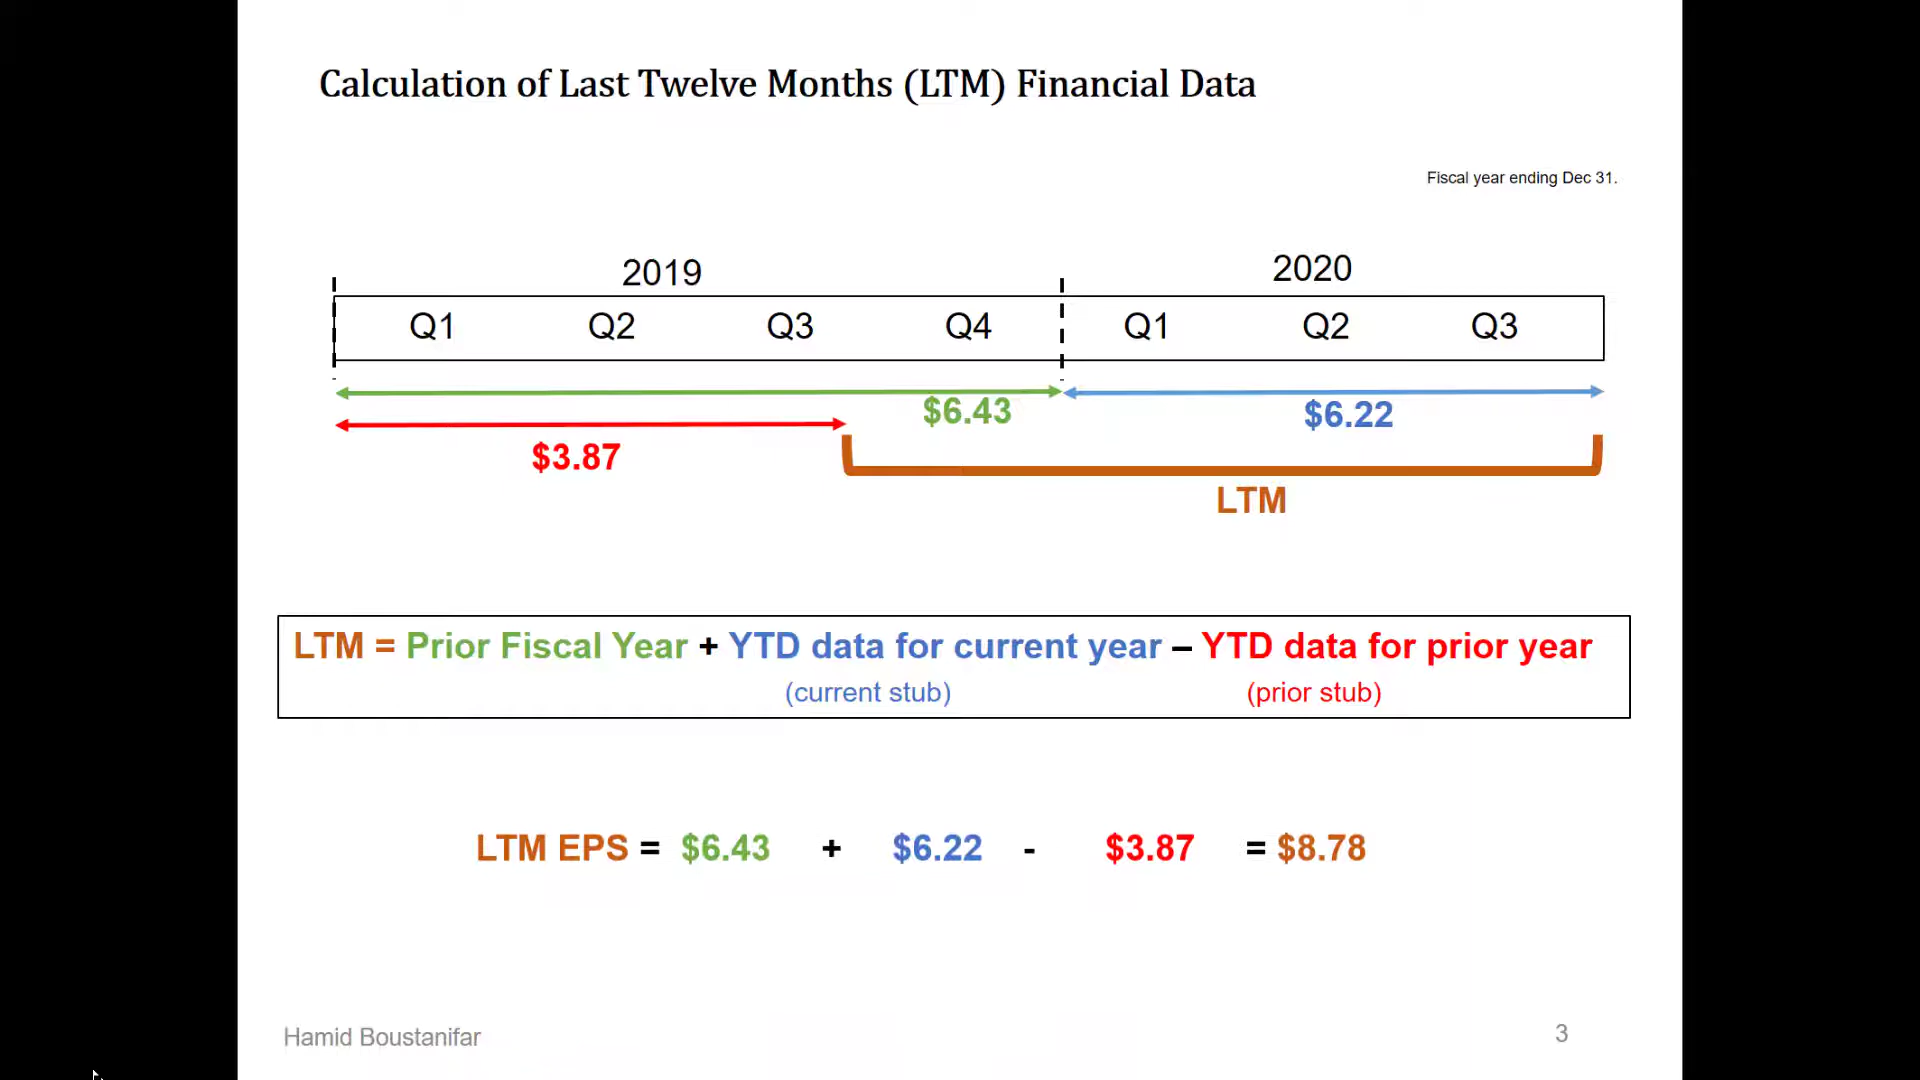 Calculation of Last Twelve Months (LTM) Financial Data
Fiscal year ending Dec 31.
2019 2020
Q1 Q2 Q3 Q4 Q1 Q2 Q3
$6.43 $6.22
$3.87
LTM
LTM = Prior Fiscal Year + YTD data for current year – YTD data for prior year
(current stub) (prior stub)
LTM EPS = $6.43 + $6.22 - $3.87 = $8.78
Hamid Boustanifar 3